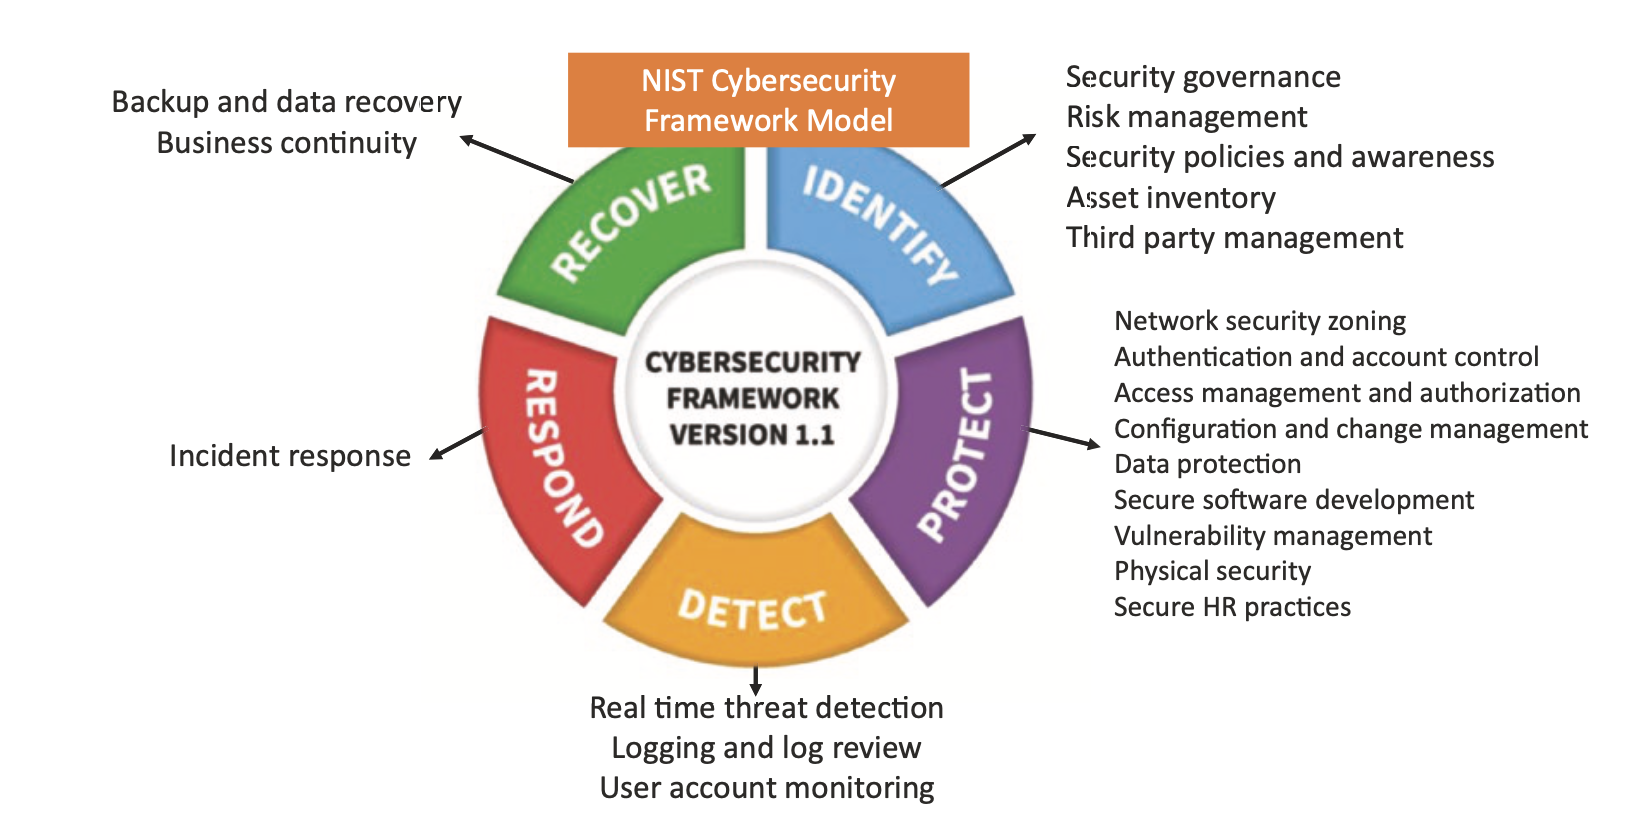 NIST Cybersecurity
Framework Model
Backup and data recovery
Business continuity
Security governance
Risk management
Security policies and awareness
Asset inventory
Third party management
RECOVER
IDENTIFY
CYBERSECURITY
FRAMEWORK
VERSION 1.1
RESPOND
PROTECT
DETECT
Network security zoning
Authentication and account control
Access management and authorization
Configuration and change management
Data protection
Secure software development
Vulnerability management
Physical security
Secure HR practices
Incident response
Real time threat detection
Logging and log review
User account monitoring